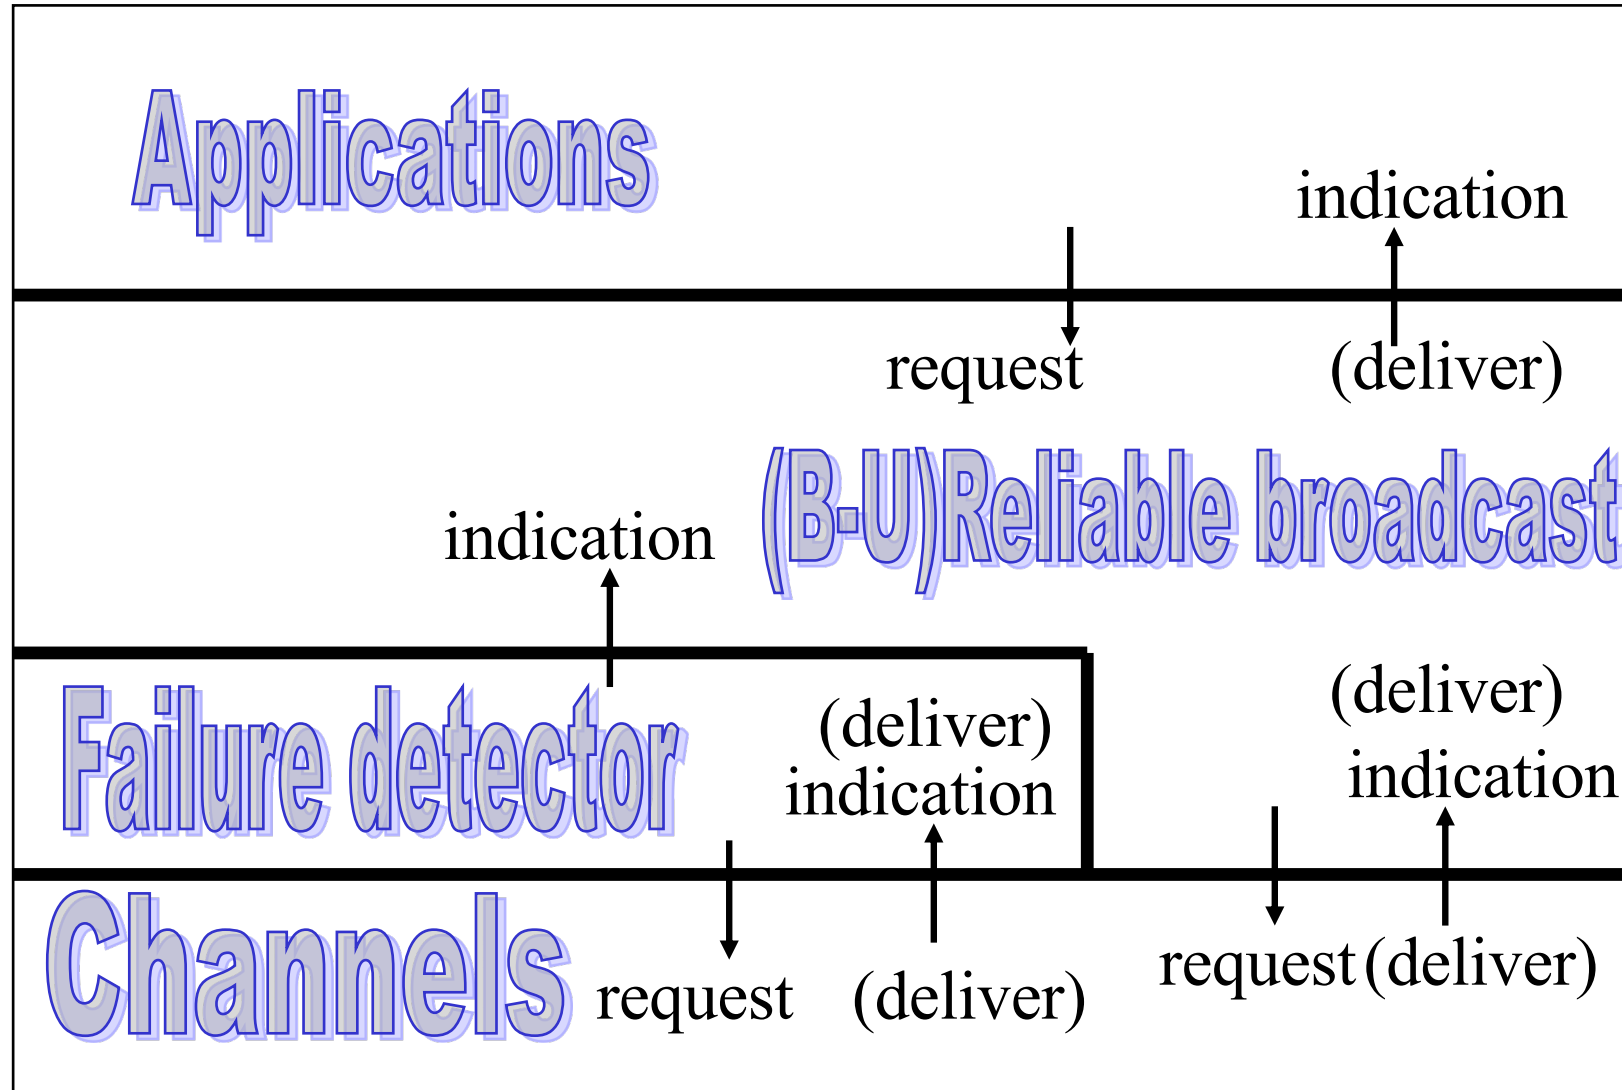 Applications
indication
request
(deliver)
(B-U)Reliable broadcast
indication
Failure detector
(deliver)
indication
(deliver)
indication
Channels
request
(deliver)
request
(deliver)